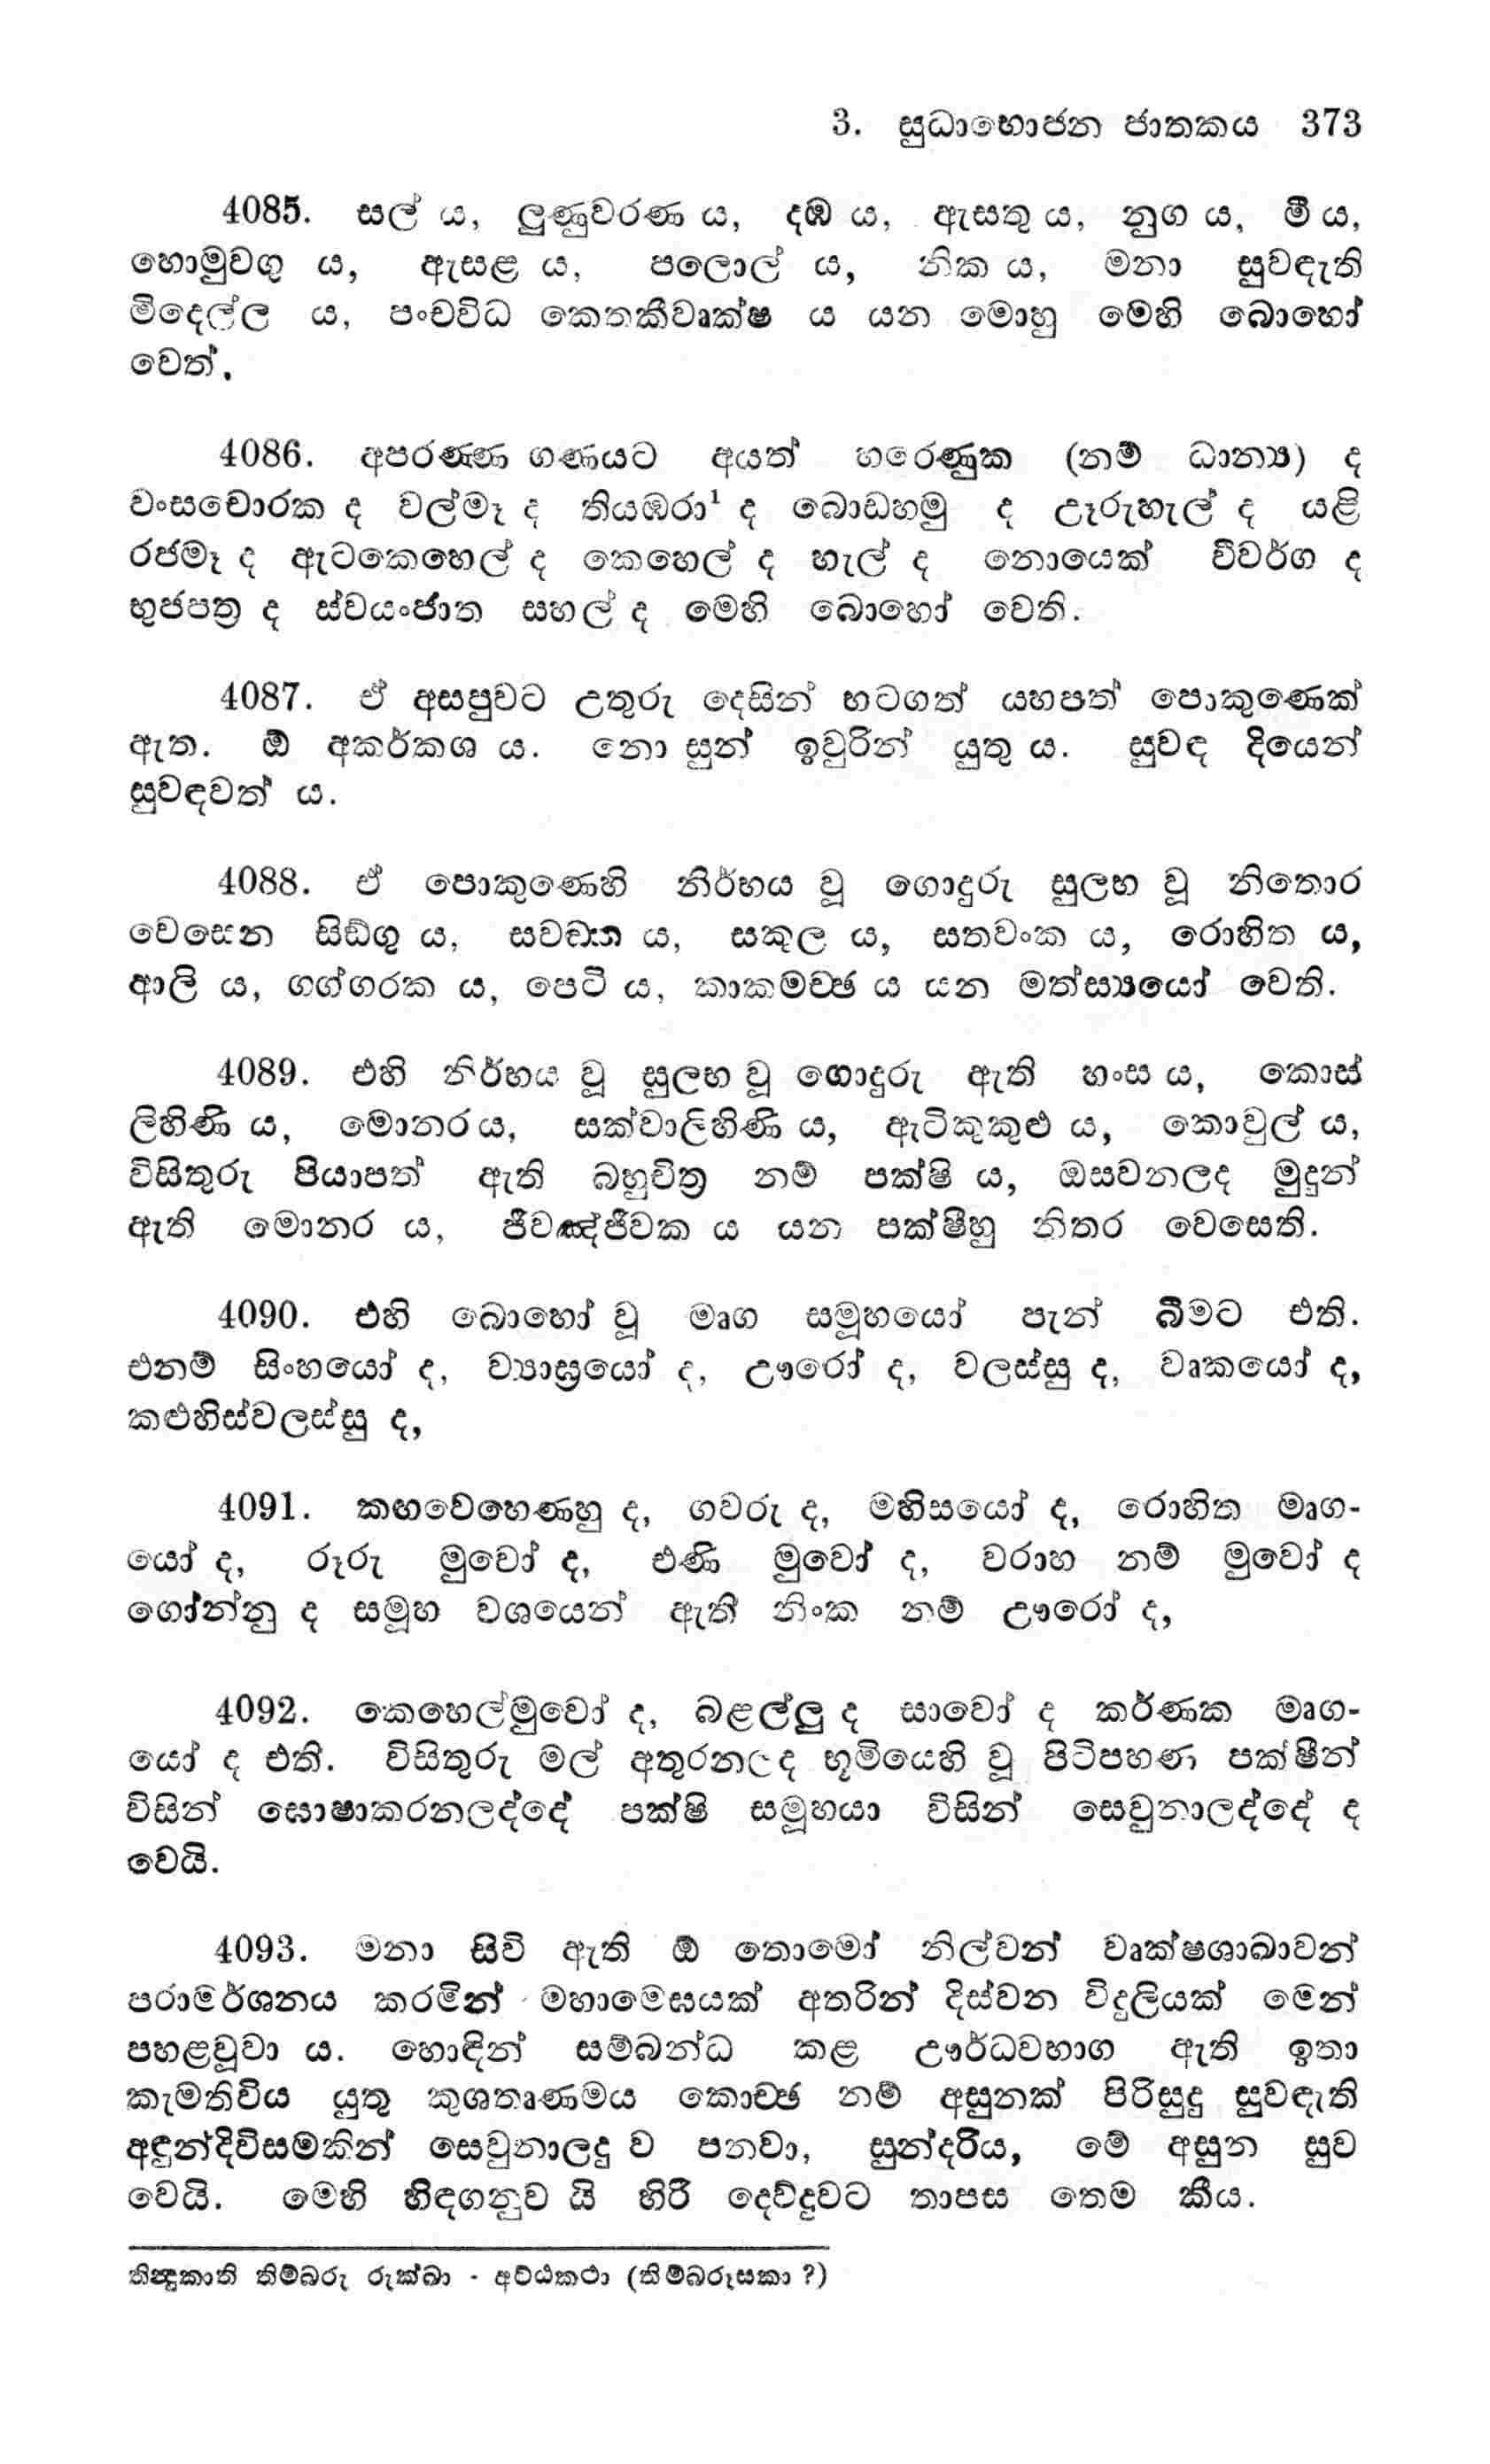 3. සුධාභොජන ජාතකය 373
4085. සල් ය, ලුණුවරණ ය, දඹ ය, ඇසතු ය, නුග ය, මී ය,
හොමුවගු ය, ඇසළ ය, පලොල් ය, නික ය, මනා සුවඳැති
මිදෙල්ල ය, පංචවිධ කෙතකීවෘක්ෂ ය යන මොහු මෙහි බොහෝ
වෙත්.
4086. අපරණ්ණ ගණයට අයත් හරෙණුක (නම් ධාන්‍ය) ද
වංසචොරක ද වල්මෑ ද තියඹරා¹ ද බොඩහමු ද ඌරුහැල් ද යළි
රජමෑ ද ඇටකෙහෙල් ද කෙහෙල් ද හැල් ද නොයෙක් වීවර්ග ද
භුජපත්‍ර ද ස්වයංජාත සහල් ද මෙහි බොහෝ වෙති.
4087. ඒ අසපුවට උතුරු දෙසින් හටගත් යහපත් පොකුණෙක්
ඇත. ඕ අකර්කශ ය. නො සුන් ඉවුරින් යුතු ය. සුවඳ දියෙන්
සුවඳවත් ය.
4088. ඒ පොකුණෙහි නිර්භය වූ ගොදුරු සුලභ වූ නිතොර
වෙසෙන සිඞ්ගු ය, සවඩක ය, සකුල ය, සතවංක ය, රොහිත ය,
ආලි ය, ගග්ගරක ය, පෙටි ය, කාකමච්ඡ ය යන මත්ස්‍යයෝ වෙති.
4089. එහි නිර්භය වූ සුලභ වූ ගොදුරු ඇති හංස ය, කොස්
ලිහිණි ය, මොනර ය, සක්වාලිහිණි ය, ඇටිකුකුළු ය, කොවුල් ය,
විසිතුරු පියාපත් ඇති බහුචිත්‍ර නම් පක්ෂි ය, ඔසවනලද මුදුන්
ඇති මොනර ය, ජීවඤ්ජීවක ය යන පක්ෂීහු නිතර වෙසෙති.
4090. එහි බොහෝ වූ මෘග සමූහයෝ පැන් බීමට එති.
එනම් සිංහයෝ ද, ව්‍යාඝ්‍රයෝ ද, ඌරෝ ද, වලස්සු ද, වෘකයෝ ද,
කළුහිස්වලස්සු ද,
4091. කඟවෙහෙණහු ද, ගවරු ද, මහිසයෝ ද, රොහිත මෘග-
යෝ ද, රූරු මුවෝ ද, එණි මුවෝ ද, වරාහ නම් මුවෝ ද
ගෝන්නු ද සමූහ වශයෙන් ඇති නිංක නම් ඌරෝ ද,
4092. කෙහෙල්මුවෝ ද, බළල්ලු ද සාවෝ ද කර්ණක මෘග-
යෝ ද එති. විසිතුරු මල් අතුරනලද භූමියෙහි වූ පිටිපහණ පක්ෂීන්
විසින් ඝොෂාකරනලද්දේ පක්ෂි සමූහයා විසින් සෙවුනාලද්දේ ද
වෙයි.
4093. මනා සිවි ඇති ඕ තොමෝ නිල්වන් වෘක්ෂශාඛාවන්
පරාමර්ශනය කරමින් මහාමෙඝයක් අතරින් දිස්වන විදුලියක් මෙන්
පහළවූවා ය. හොඳින් සම්බන්ධ කළ ඌර්ධවභාග ඇති ඉතා
කැමතිවිය යුතු කුශතෘණමය කොච්ඡ නම් අසුනක් පිරිසුදු සුවඳැති
අඳුන්දිවිසමකින් සෙවුනාලදු ව පනවා, සුන්දරිය, මේ අසුන සුව
වෙයි. මෙහි හිඳගනුව යි හිරි දෙව්දුවට තාපස තෙම කීය.
තින්‍දුකාති තිම්බරු රුක්ඛා - අට්ඨකථා (තිම්බරූසකා ?)